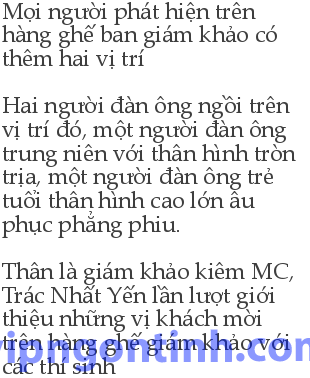 Mọi người phát hiện trên
hàng ghế ban giám khảo có
thêm hai vị trí
Hai người đàn ông ngồi trên
vị trí đó, một người đàn ông
trung niên với thân hình tròn
trịa, một người đàn ông trẻ
tuổi thân hình cao lớn âu
phục phẳng phiu.
Thân là giám khảo kiêm MC,
Trác Nhất Yến lần lượt giới
thiệu những vị khách mời
trên hàng ghế giám khảo với
các thí sinh
vipngontinh.com